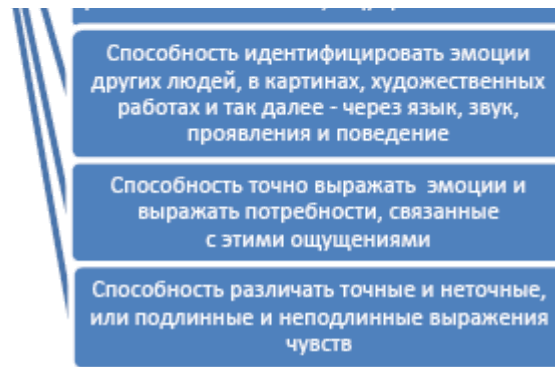 Способность идентифицировать эмоции
других людей, в картинах, художественных
работах и так далее - через язык, звук,
проявления и поведение
Способность точно выражать эмоции и
выражать потребности, связанные
с этими ощущениями
Способность различать точные и неточные,
или подлинные и неподлинные выражения
чувств